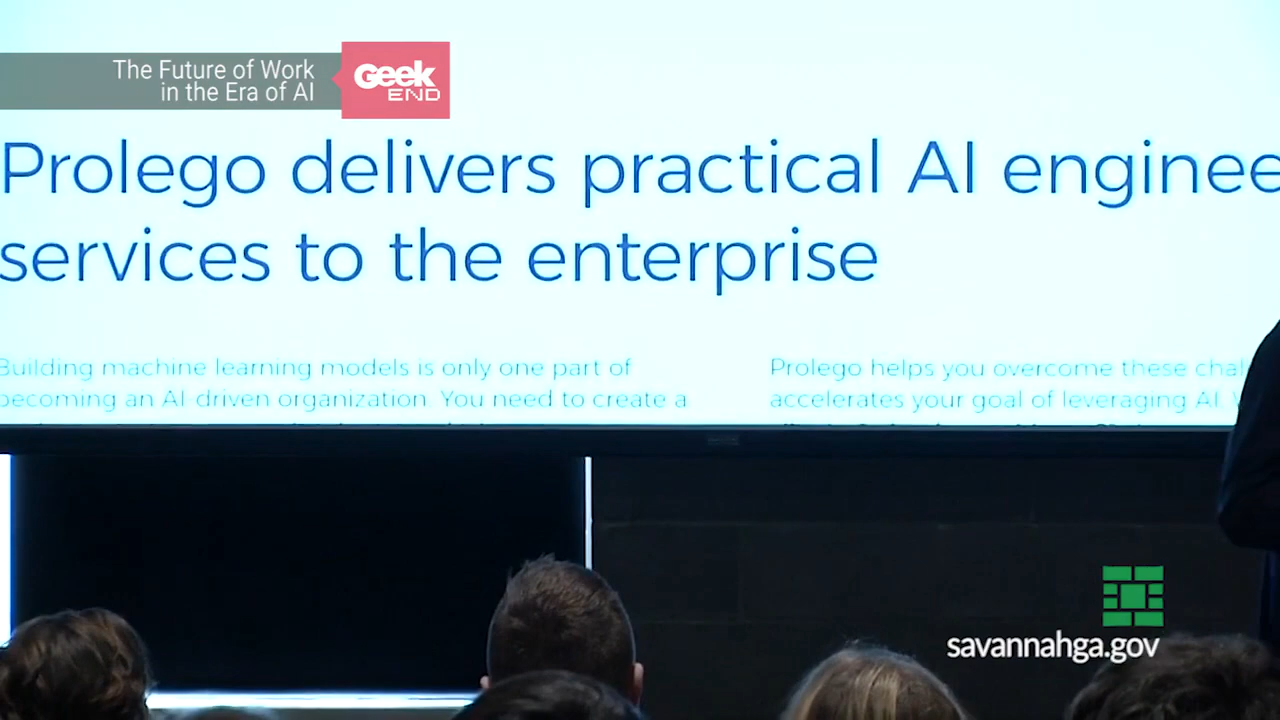 The Future of Work
in the Era of AI
Geek
END
Prolego delivers practical AI enginee
services to the enterprise
Building machine learning models is only one part of
becoming an AI-driven organization. You need to create a
Prolego helps you overcome these chal
accelerates your goal of leveraging AI.
savannahga.gov